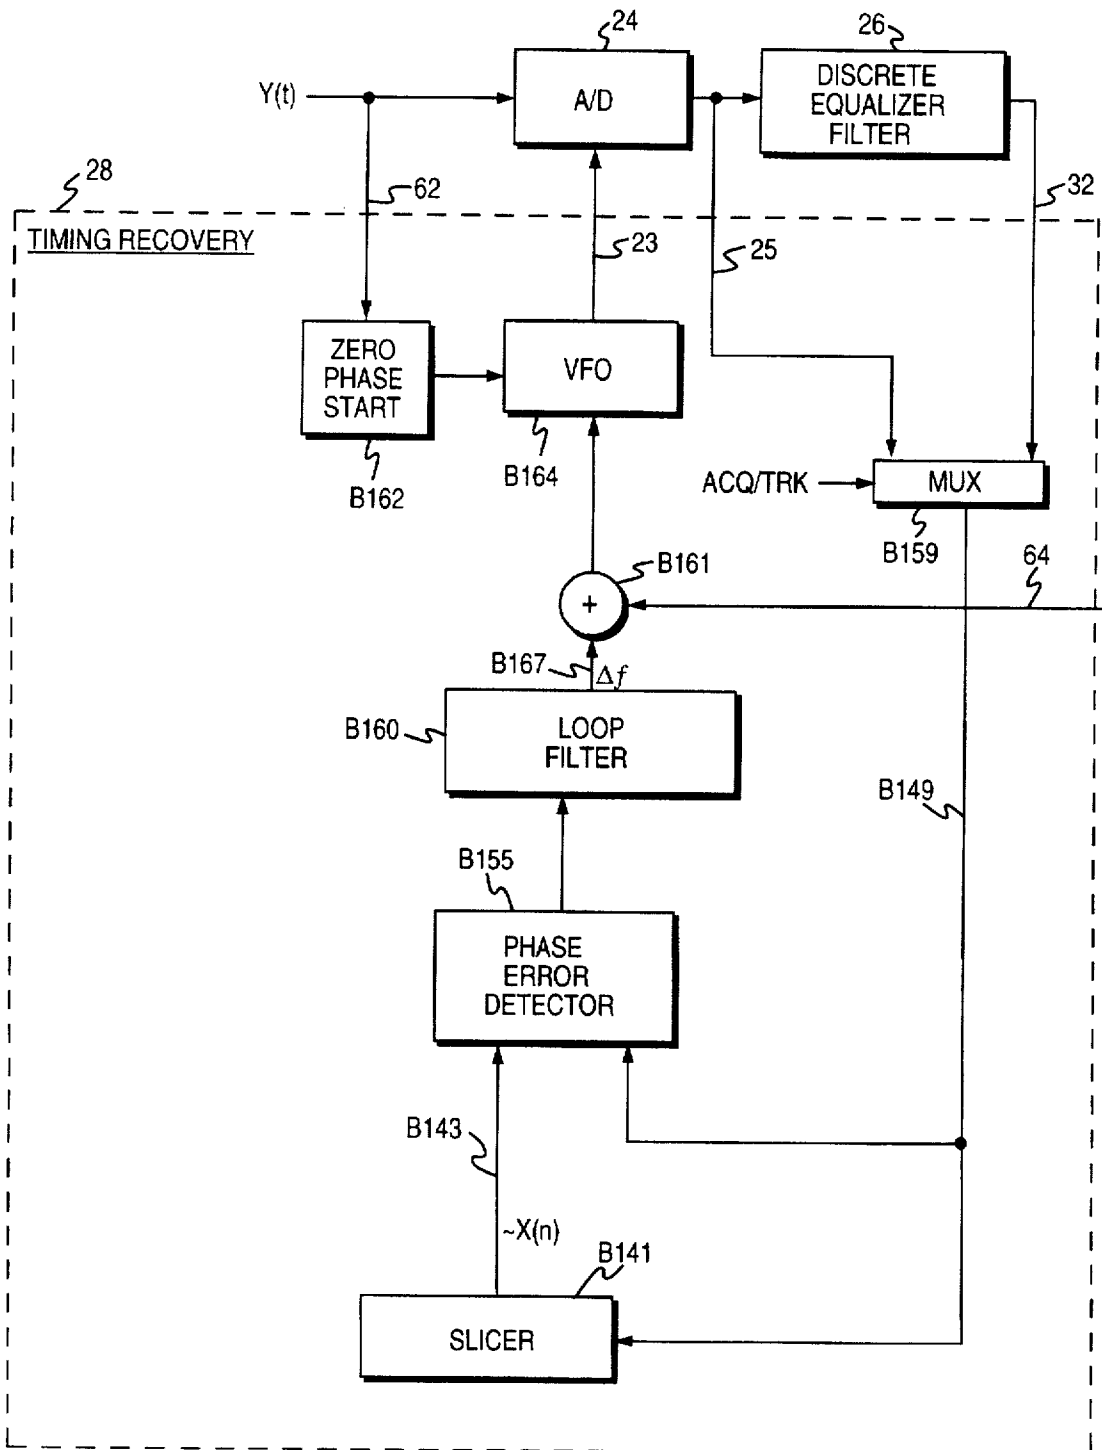 24
26
Y(t)
A/D
DISCRETE
EQUALIZER
FILTER
28
62
32
TIMING RECOVERY
23
25
ZERO
PHASE
START
VFO
B162
B164
ACQ/TRK
MUX
B159
B161
64
+
B167
Δf
B160
LOOP
FILTER
B149
B155
PHASE
ERROR
DETECTOR
B143
~X(n)
B141
SLICER